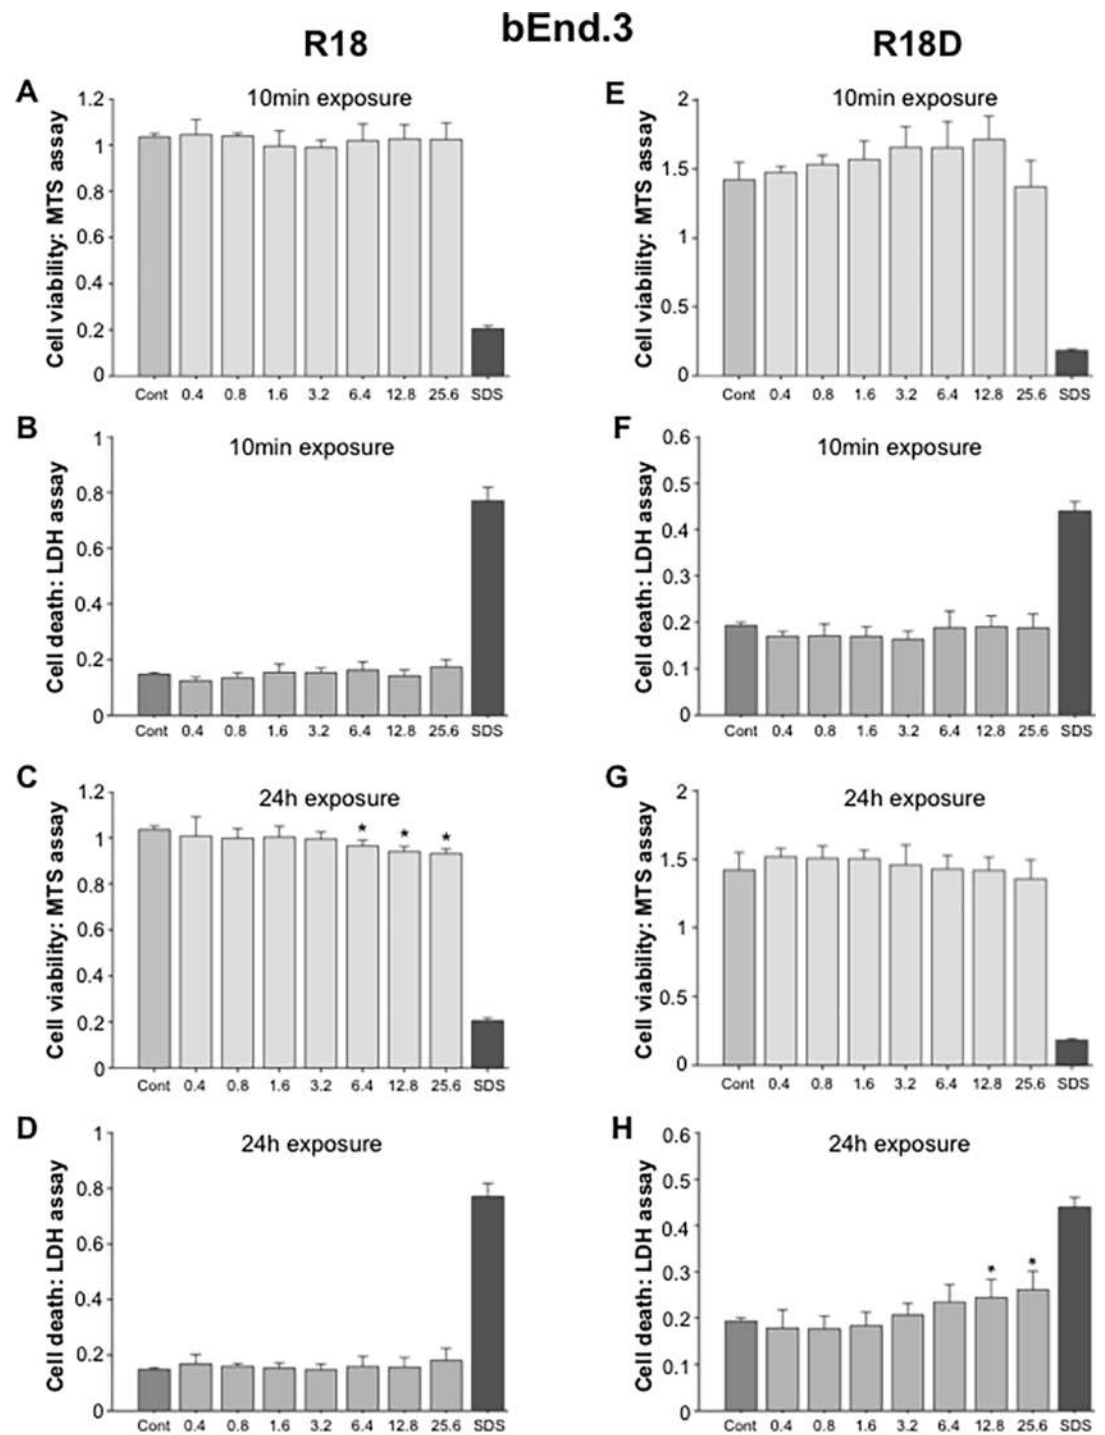 bEnd.3
R18
R18D
A
10min exposure
Cell viability: MTS assay
1.2
1
0.8
0.6
0.4
0.2
0
Cont 0.4 0.8 1.6 3.2 6.4 12.8 25.6 SDS
E
10min exposure
Cell viability: MTS assay
2
1.5
1
0.5
0
Cont 0.4 0.8 1.6 3.2 6.4 12.8 25.6 SDS
B
10min exposure
Cell death: LDH assay
1
0.8
0.6
0.4
0.2
0
Cont 0.4 0.8 1.6 3.2 6.4 12.8 25.6 SDS
F
10min exposure
Cell death: LDH assay
0.6
0.5
0.4
0.3
0.2
0.1
0
Cont 0.4 0.8 1.6 3.2 6.4 12.8 25.6 SDS
C
24h exposure
Cell viability: MTS assay
1.2
1
0.8
0.6
0.4
0.2
0
★ ★ ★
Cont 0.4 0.8 1.6 3.2 6.4 12.8 25.6 SDS
G
24h exposure
Cell viability: MTS assay
2
1.5
1
0.5
0
Cont 0.4 0.8 1.6 3.2 6.4 12.8 25.6 SDS
D
24h exposure
Cell death: LDH assay
1
0.8
0.6
0.4
0.2
0
Cont 0.4 0.8 1.6 3.2 6.4 12.8 25.6 SDS
H
24h exposure
Cell death: LDH assay
0.6
0.5
0.4
0.3
0.2
0.1
0
* *
Cont 0.4 0.8 1.6 3.2 6.4 12.8 25.6 SDS